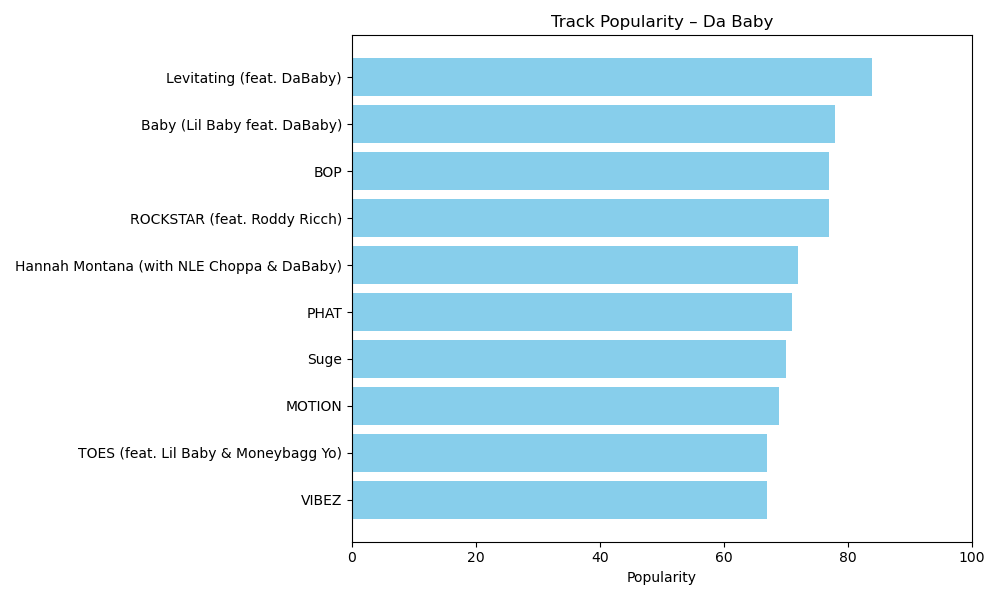 Track Popularity – Da Baby
Levitating (feat. DaBaby)
Baby (Lil Baby feat. DaBaby)
BOP
ROCKSTAR (feat. Roddy Ricch)
Hannah Montana (with NLE Choppa & DaBaby)
PHAT
Suge
MOTION
TOES (feat. Lil Baby & Moneybagg Yo)
VIBEZ
0 20 40 60 80 100
Popularity